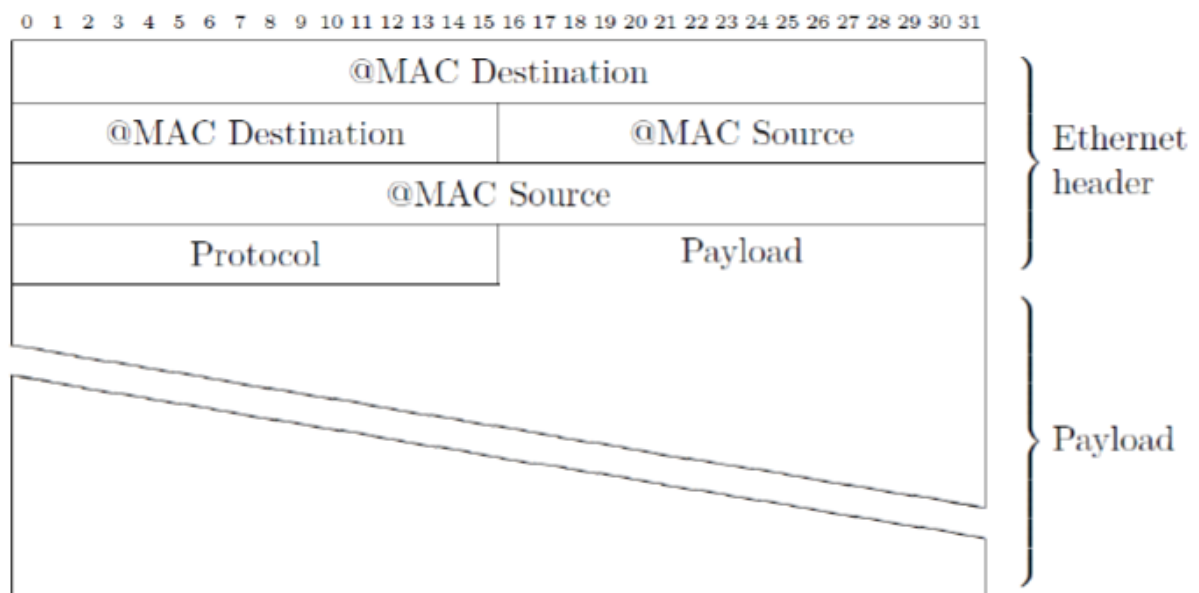 0 1 2 3 4 5 6 7 8 9 10 11 12 13 14 15 16 17 18 19 20 21 22 23 24 25 26 27 28 29 30 31
@MAC Destination
@MAC Destination @MAC Source
@MAC Source
Protocol Payload
Ethernet
header
Payload